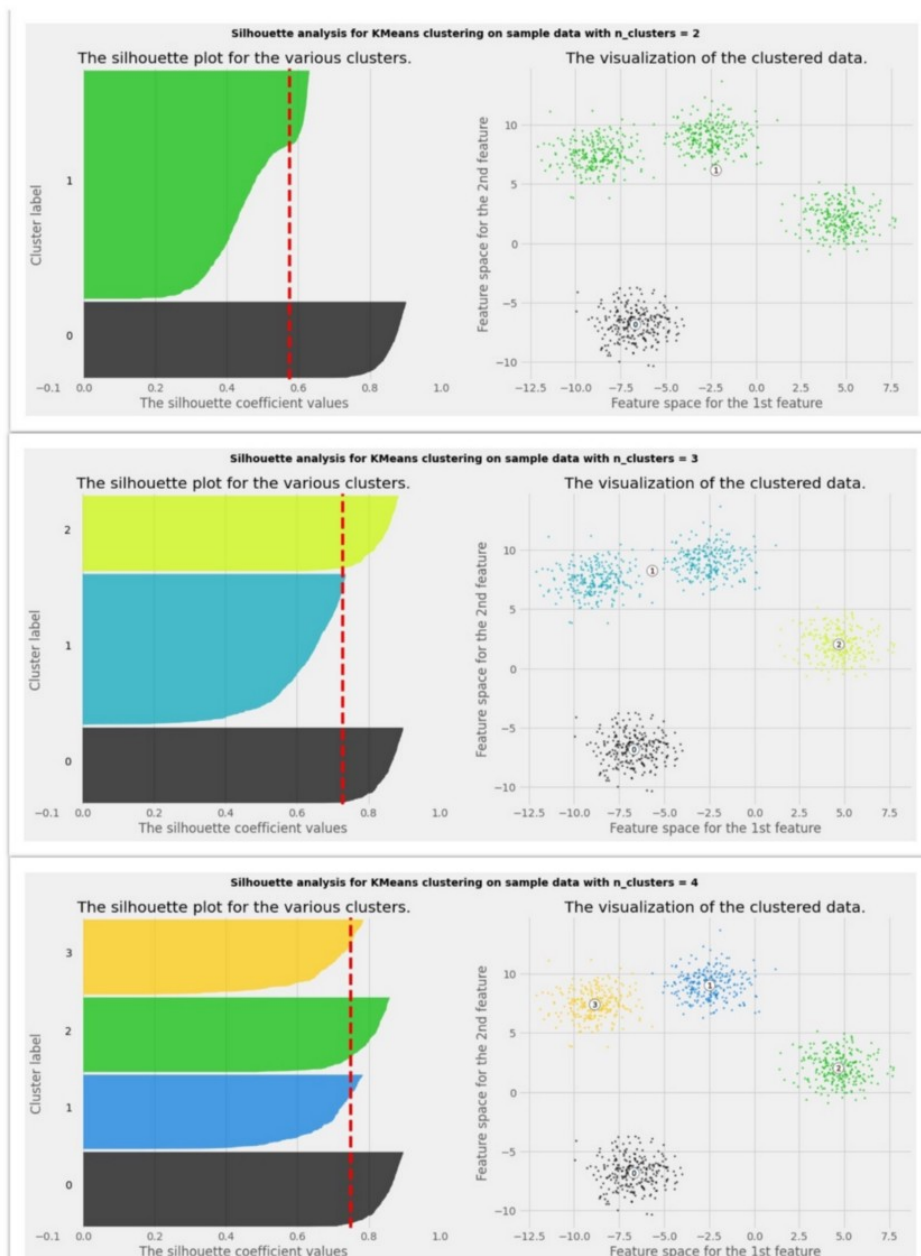 Silhouette analysis for KMeans clustering on sample data with n_clusters = 2
The silhouette plot for the various clusters.
Cluster label
1
0
−0.1 0.0 0.2 0.4 0.6 0.8 1.0
The silhouette coefficient values
The visualization of the clustered data.
Feature space for the 2nd feature
10
5
0
−5
−10
1
0
−12.5 −10.0 −7.5 −5.0 −2.5 0.0 2.5 5.0 7.5
Feature space for the 1st feature
Silhouette analysis for KMeans clustering on sample data with n_clusters = 3
The silhouette plot for the various clusters.
Cluster label
2
1
0
−0.1 0.0 0.2 0.4 0.6 0.8 1.0
The silhouette coefficient values
The visualization of the clustered data.
Feature space for the 2nd feature
10
5
0
−5
−10
1
2
0
−12.5 −10.0 −7.5 −5.0 −2.5 0.0 2.5 5.0 7.5
Feature space for the 1st feature
Silhouette analysis for KMeans clustering on sample data with n_clusters = 4
The silhouette plot for the various clusters.
Cluster label
3
2
1
0
−0.1 0.0 0.2 0.4 0.6 0.8 1.0
The silhouette coefficient values
The visualization of the clustered data.
Feature space for the 2nd feature
10
5
0
−5
−10
1
3
2
0
−12.5 −10.0 −7.5 −5.0 −2.5 0.0 2.5 5.0 7.5
Feature space for the 1st feature